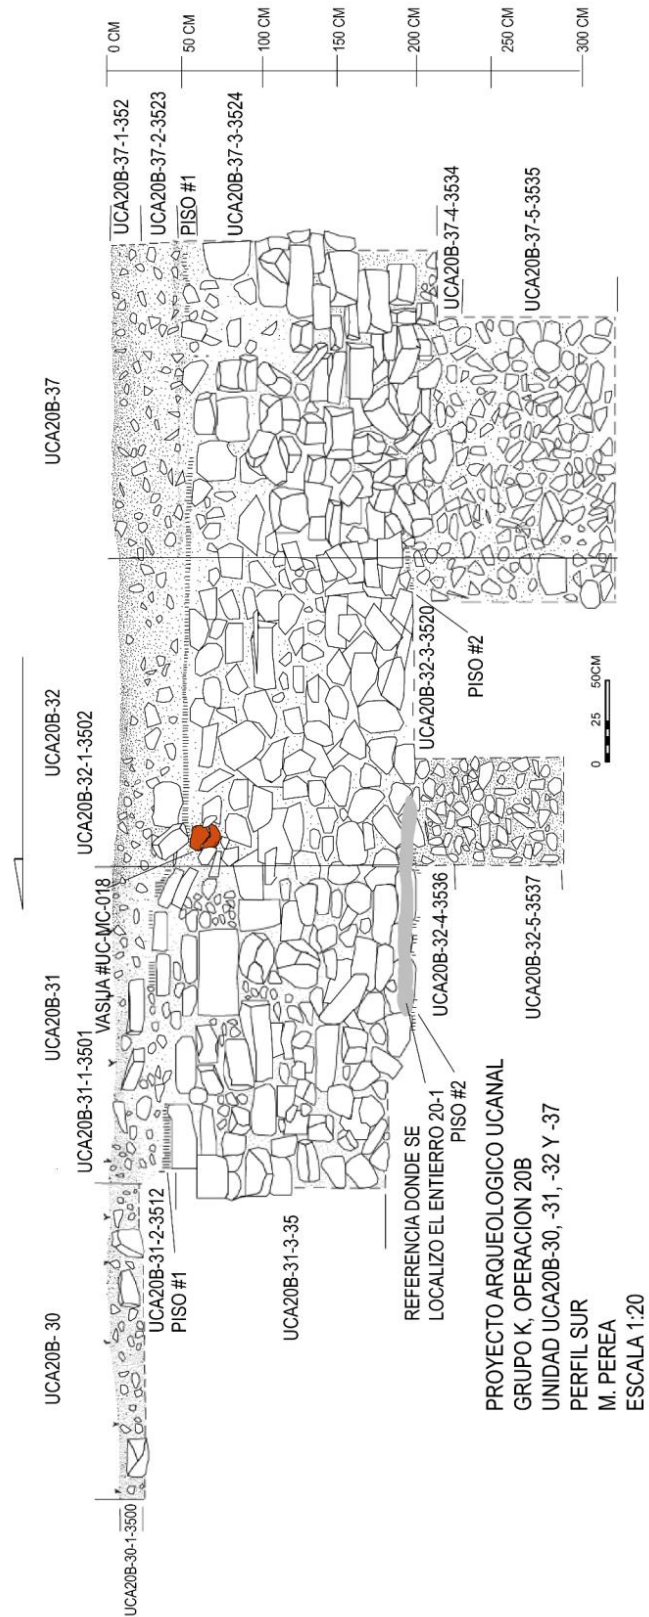 UCA20B- 30
UCA20B-31
UCA20B-32
UCA20B-37
UCA20B-31-1-3501
UCA20B-32-1-3502
VASIJA #UC-MC-018
UCA20B-37-1-352
UCA20B-37-2-3523
PISO #1
UCA20B-37-3-3524
0 CM
50 CM
100 CM
150 CM
200 CM
250 CM
300 CM
UCA20B-30-1-3500
UCA20B-31-2-3512
PISO #1
UCA20B-31-3-35
UCA20B-32-3-3520
UCA20B-37-4-3534
UCA20B-32-4-3536
PISO #2
UCA20B-37-5-3535
UCA20B-32-5-3537
REFERENCIA DONDE SE
LOCALIZO EL ENTIERRO 20-1
PISO #2
PROYECTO ARQUEOLOGICO UCANAL
GRUPO K, OPERACION 20B
UNIDAD UCA20B-30, -31, -32 Y -37
PERFIL SUR
M. PEREA
ESCALA 1:20
0 25 50CM